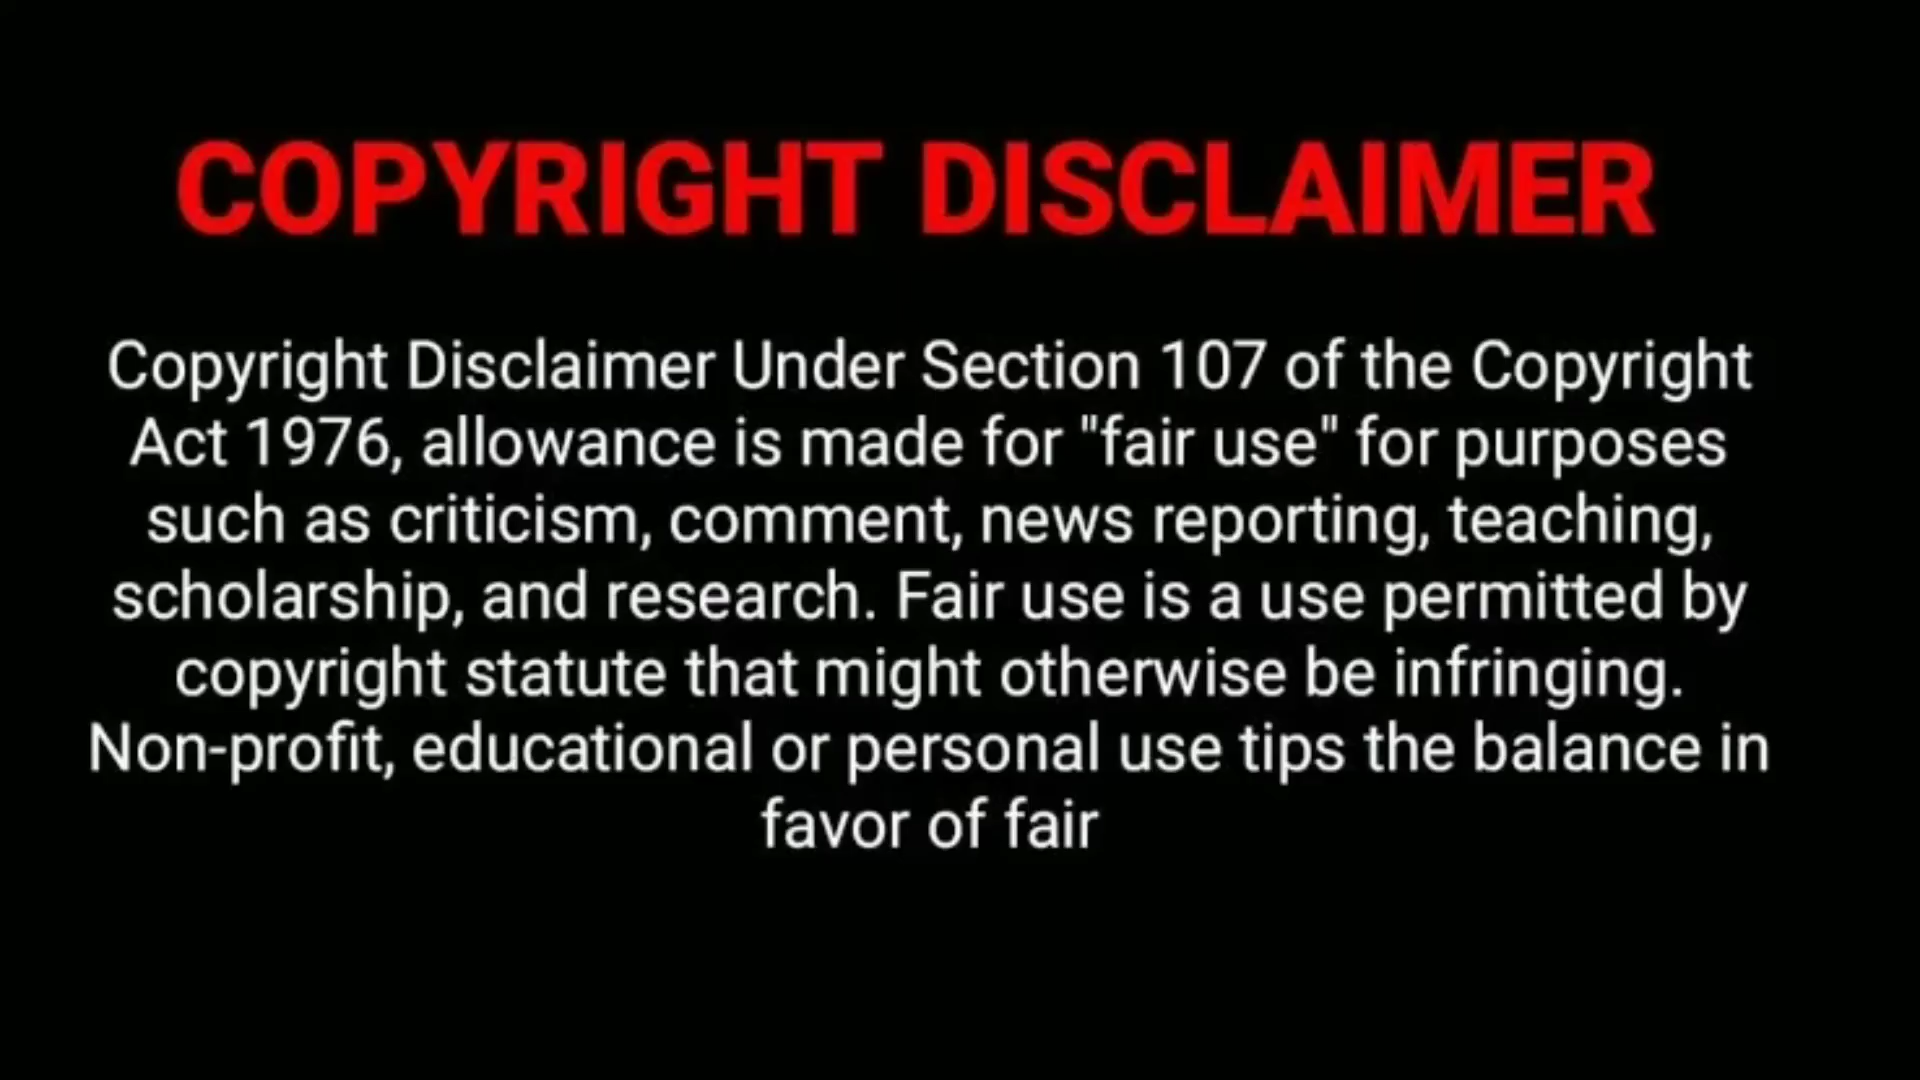 COPYRIGHT DISCLAIMER
Copyright Disclaimer Under Section 107 of the Copyright
Act 1976, allowance is made for "fair use" for purposes
such as criticism, comment, news reporting, teaching,
scholarship, and research. Fair use is a use permitted by
copyright statute that might otherwise be infringing.
Non-profit, educational or personal use tips the balance in
favor of fair